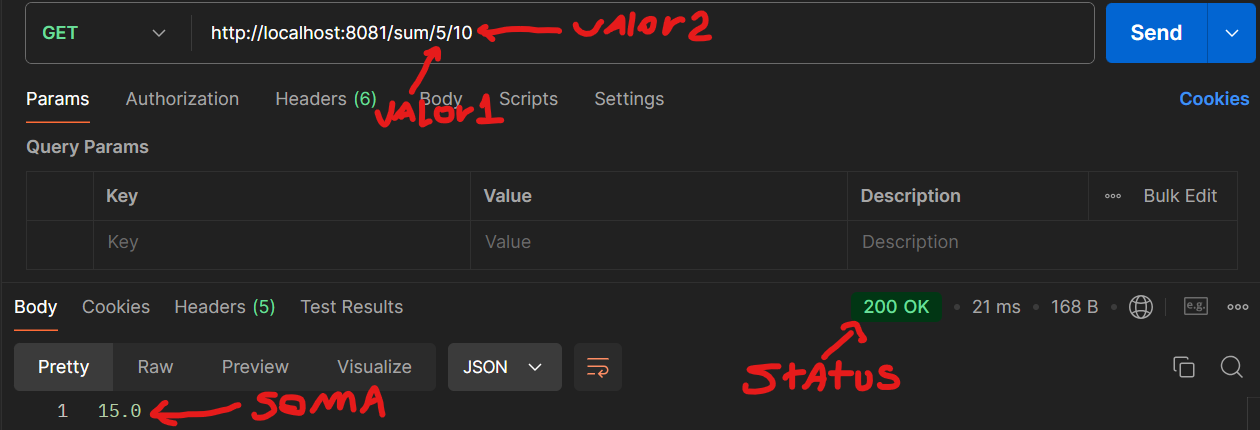 GET http://localhost:8081/sum/5/10 valor2 Send
Params Authorization Headers (6) Body Scripts Settings Cookies
valor1
Query Params
Key Value Description Bulk Edit
Key Value Description
Body Cookies Headers (5) Test Results 200 OK 21 ms 168 B e.g.
Pretty Raw Preview Visualize JSON Status
1 15.0 SOMA